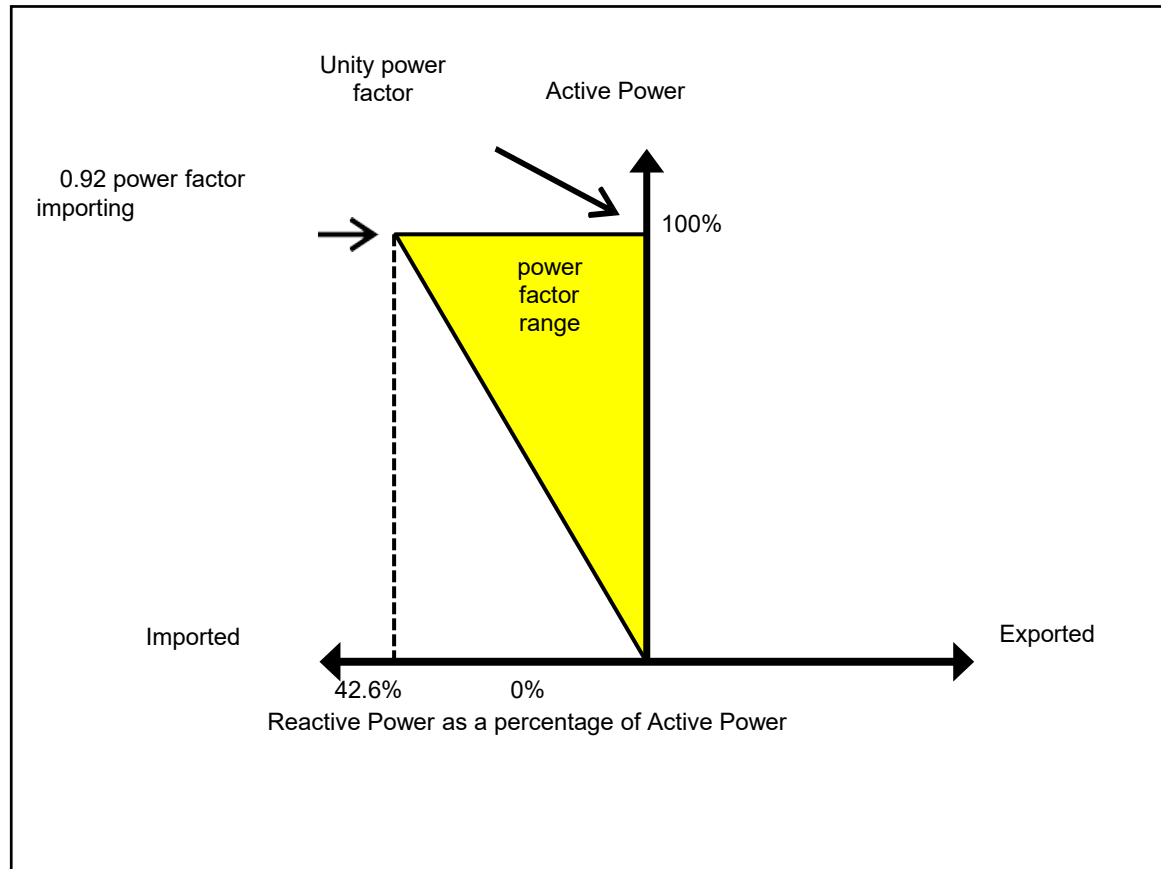 Unity power
factor
Active Power
0.92 power factor
importing
100%
power
factor
range
Imported
Exported
42.6%
0%
Reactive Power as a percentage of Active Power